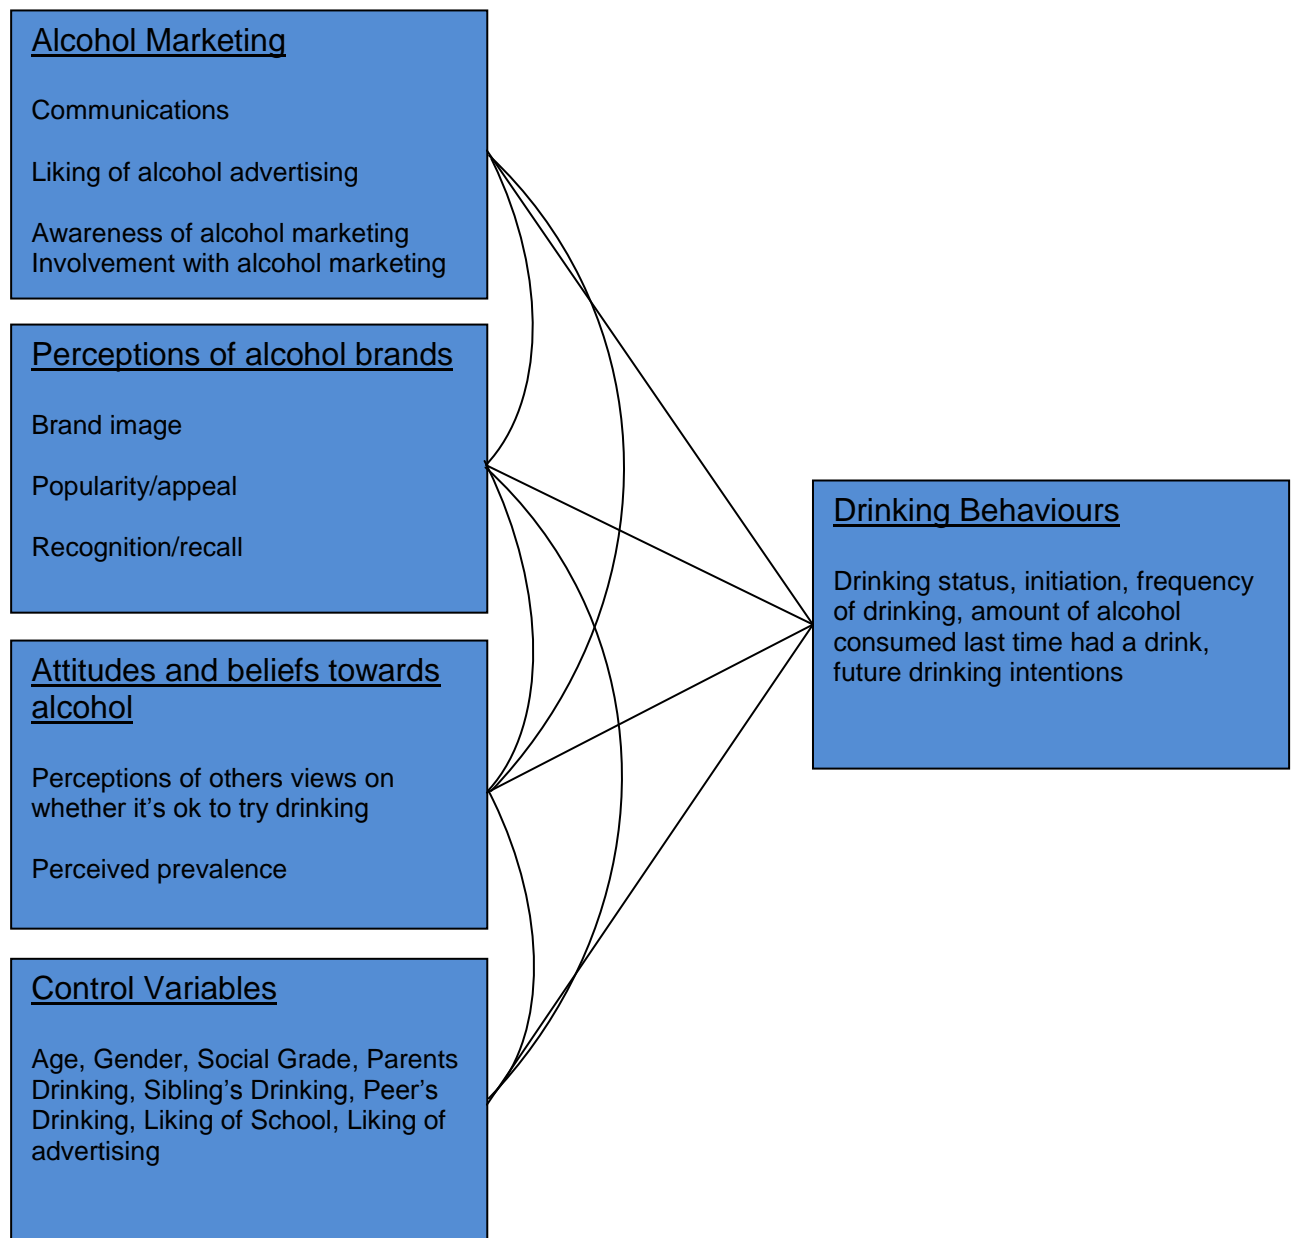 Alcohol Marketing
Communications
Liking of alcohol advertising
Awareness of alcohol marketing
Involvement with alcohol marketing
Perceptions of alcohol brands
Brand image
Popularity/appeal
Recognition/recall
Attitudes and beliefs towards
alcohol
Perceptions of others views on
whether it’s ok to try drinking
Perceived prevalence
Control Variables
Age, Gender, Social Grade, Parents
Drinking, Sibling’s Drinking, Peer’s
Drinking, Liking of School, Liking of
advertising
Drinking Behaviours
Drinking status, initiation, frequency
of drinking, amount of alcohol
consumed last time had a drink,
future drinking intentions